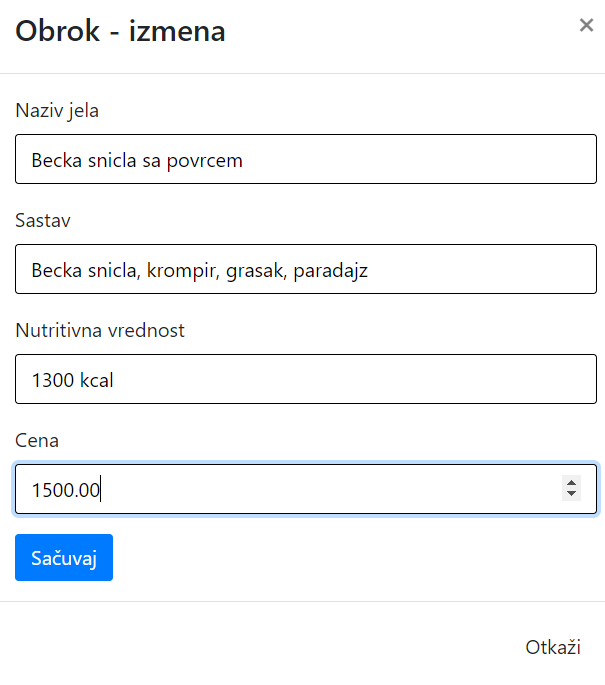 Obrok - izmena
×
Naziv jela
Becka snicla sa povrcem
Sastav
Becka snicla, krompir, grasak, paradajz
Nutritivna vrednost
1300 kcal
Cena
1500.00
Sačuvaj
Otkaži